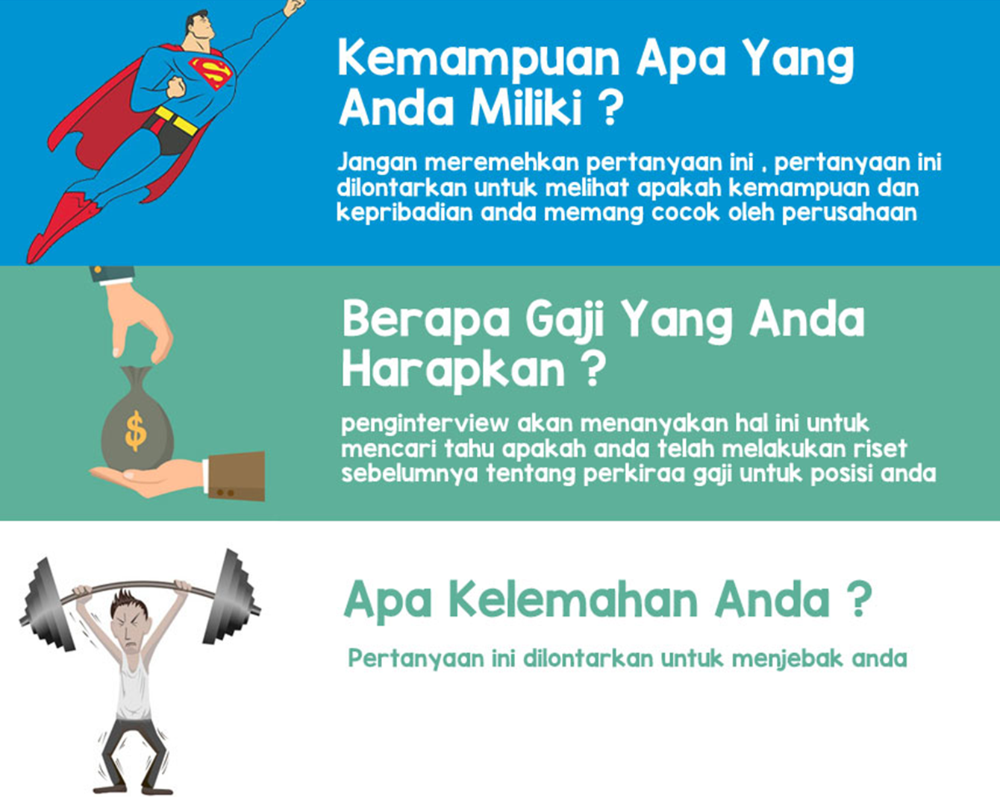 Kemampuan Apa Yang
Anda Miliki ?
Jangan meremehkan pertanyaan ini , pertanyaan ini
dilontarkan untuk melihat apakah kemampuan dan
kepribadian anda memang cocok oleh perusahaan
Berapa Gaji Yang Anda
Harapkan ?
penginterview akan menanyakan hal ini untuk
mencari tahu apakah anda telah melakukan riset
sebelumnya tentang perkiraa gaji untuk posisi anda
Apa Kelemahan Anda ?
Pertanyaan ini dilontarkan untuk menjebak anda